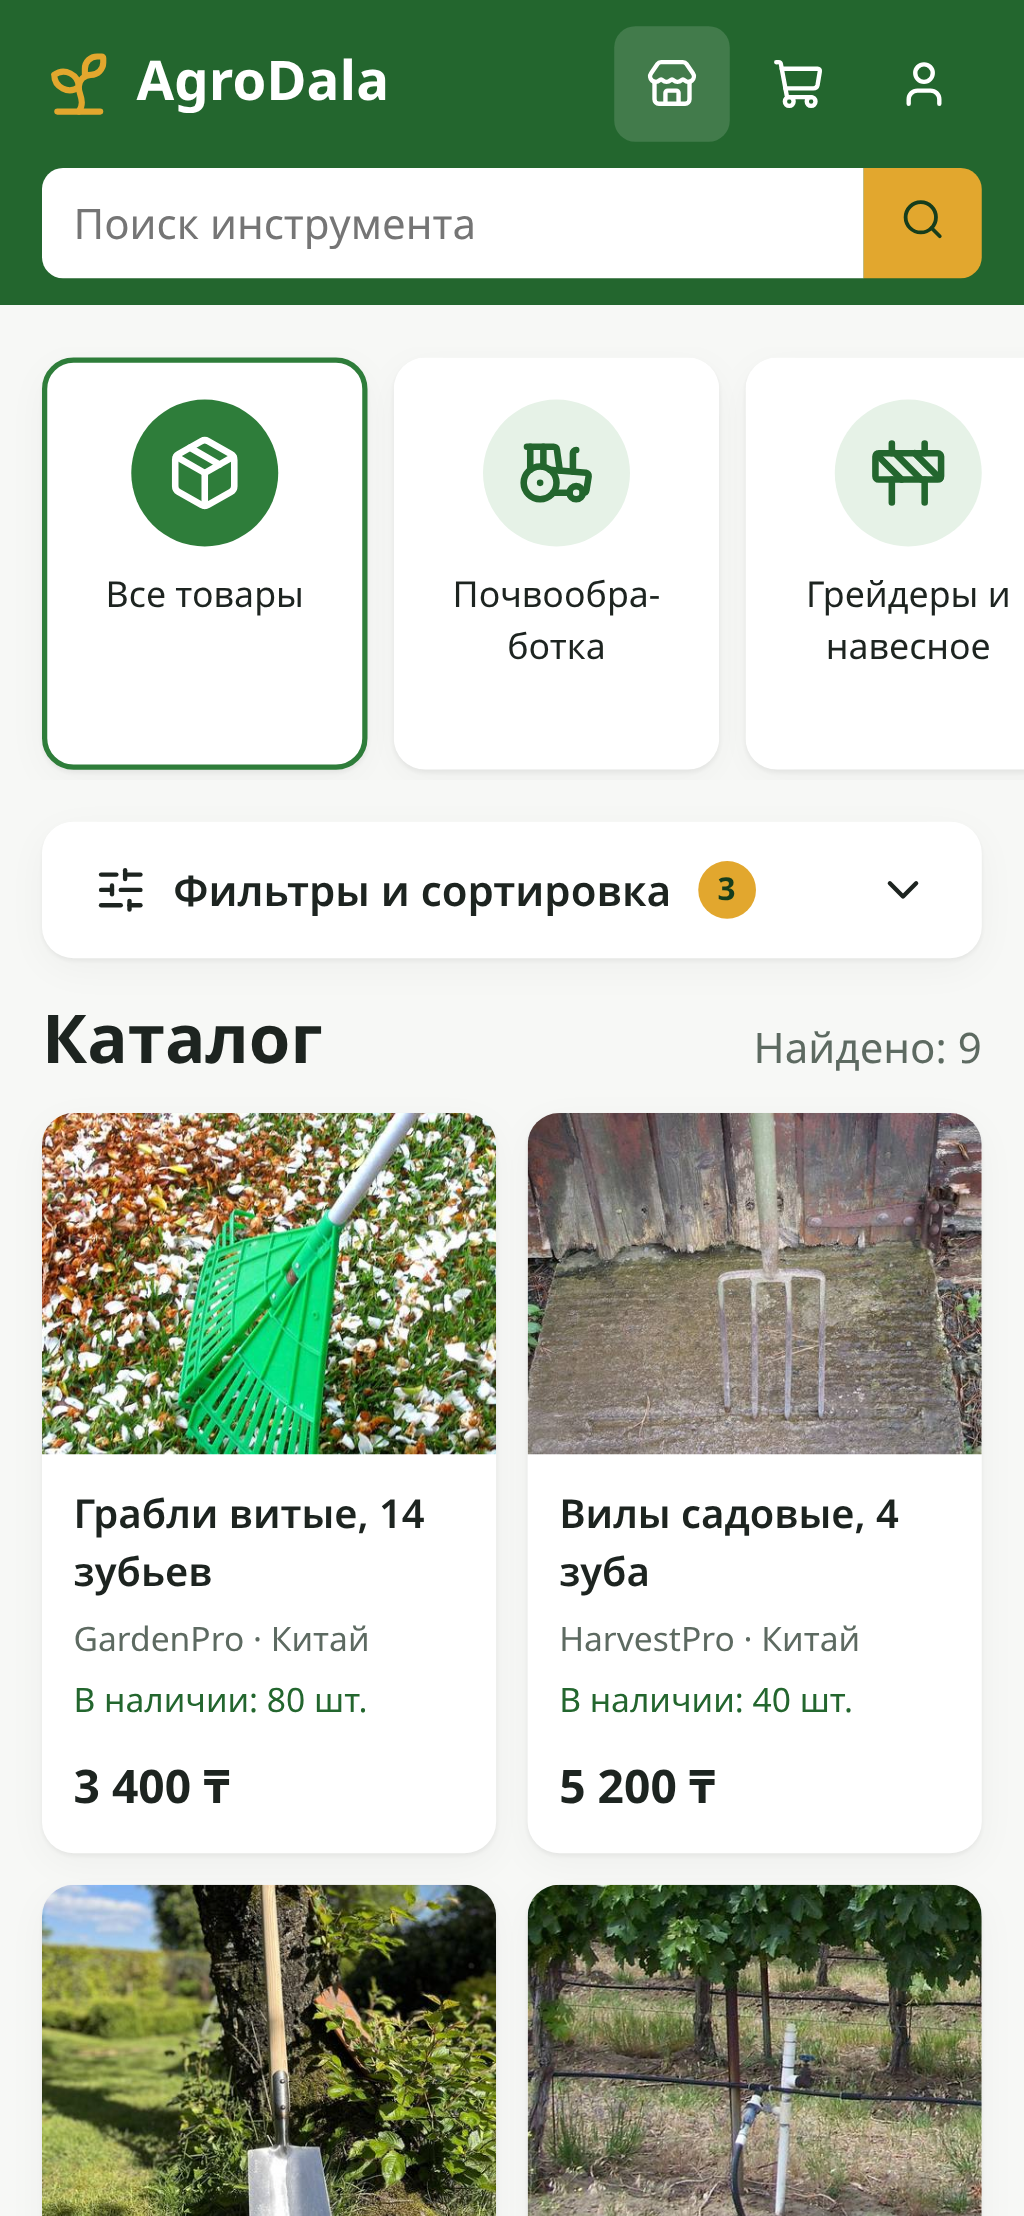 AgroDala
Поиск инструмента
Все товары
Почвообра-
ботка
Грейдеры и
навесное
Фильтры и сортировка 3
Каталог
Найдено: 9
Грабли витые, 14
зубьев
GardenPro · Китай
В наличии: 80 шт.
3 400 ₸
Вилы садовые, 4
зуба
HarvestPro · Китай
В наличии: 40 шт.
5 200 ₸